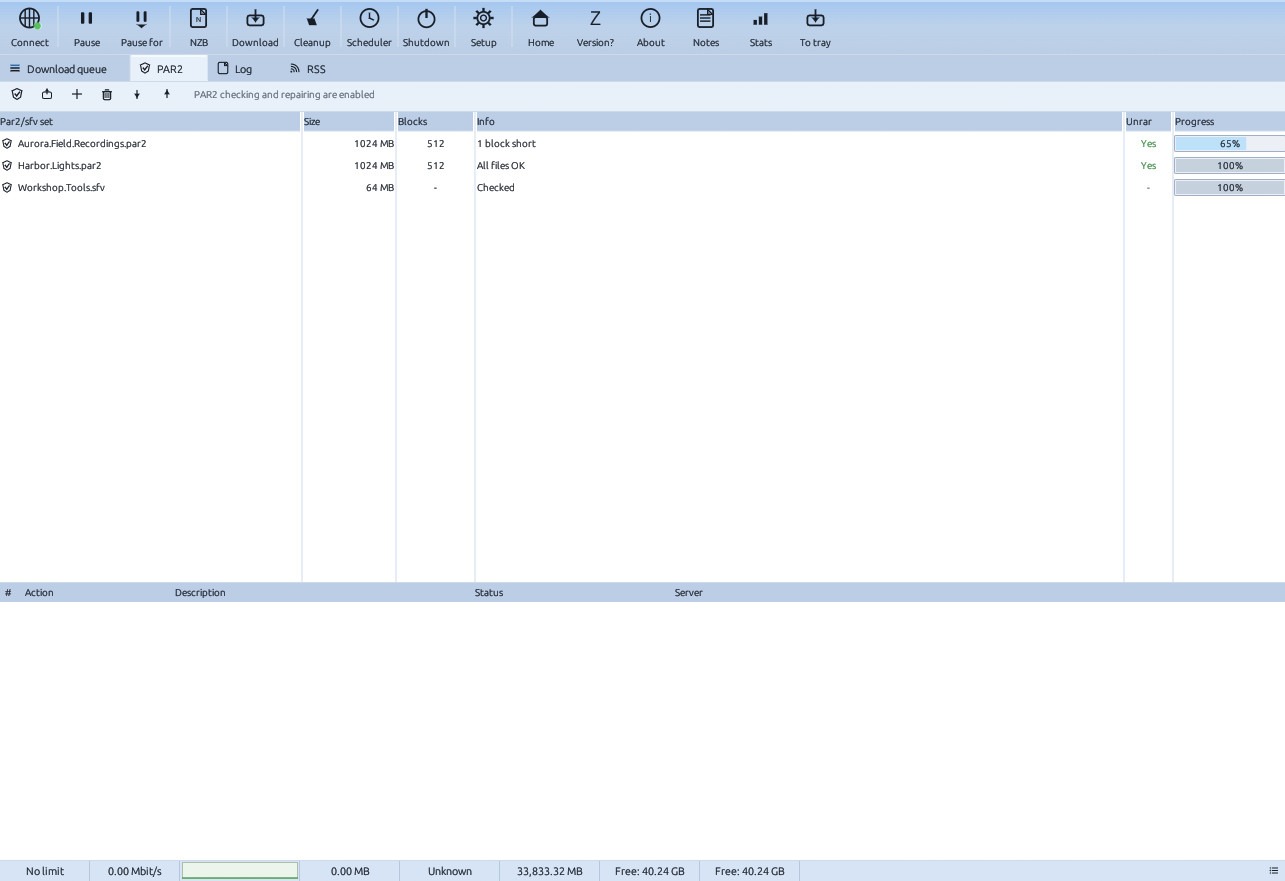 Connect Pause Pause for NZB Download Cleanup Scheduler Shutdown Setup Home Version? About Notes Stats To tray
Download queue PAR2 Log RSS
PAR2 checking and repairing are enabled
Par2/sfv set Size Blocks Info Unrar Progress
Aurora.Field.Recordings.par2 1024 MB 512 1 block short Yes 65%
Harbor.Lights.par2 1024 MB 512 All files OK Yes 100%
Workshop.Tools.sfv 64 MB - Checked - 100%
# Action Description Status Server
No limit 0.00 Mbit/s 0.00 MB Unknown 33,833.32 MB Free: 40.24 GB Free: 40.24 GB